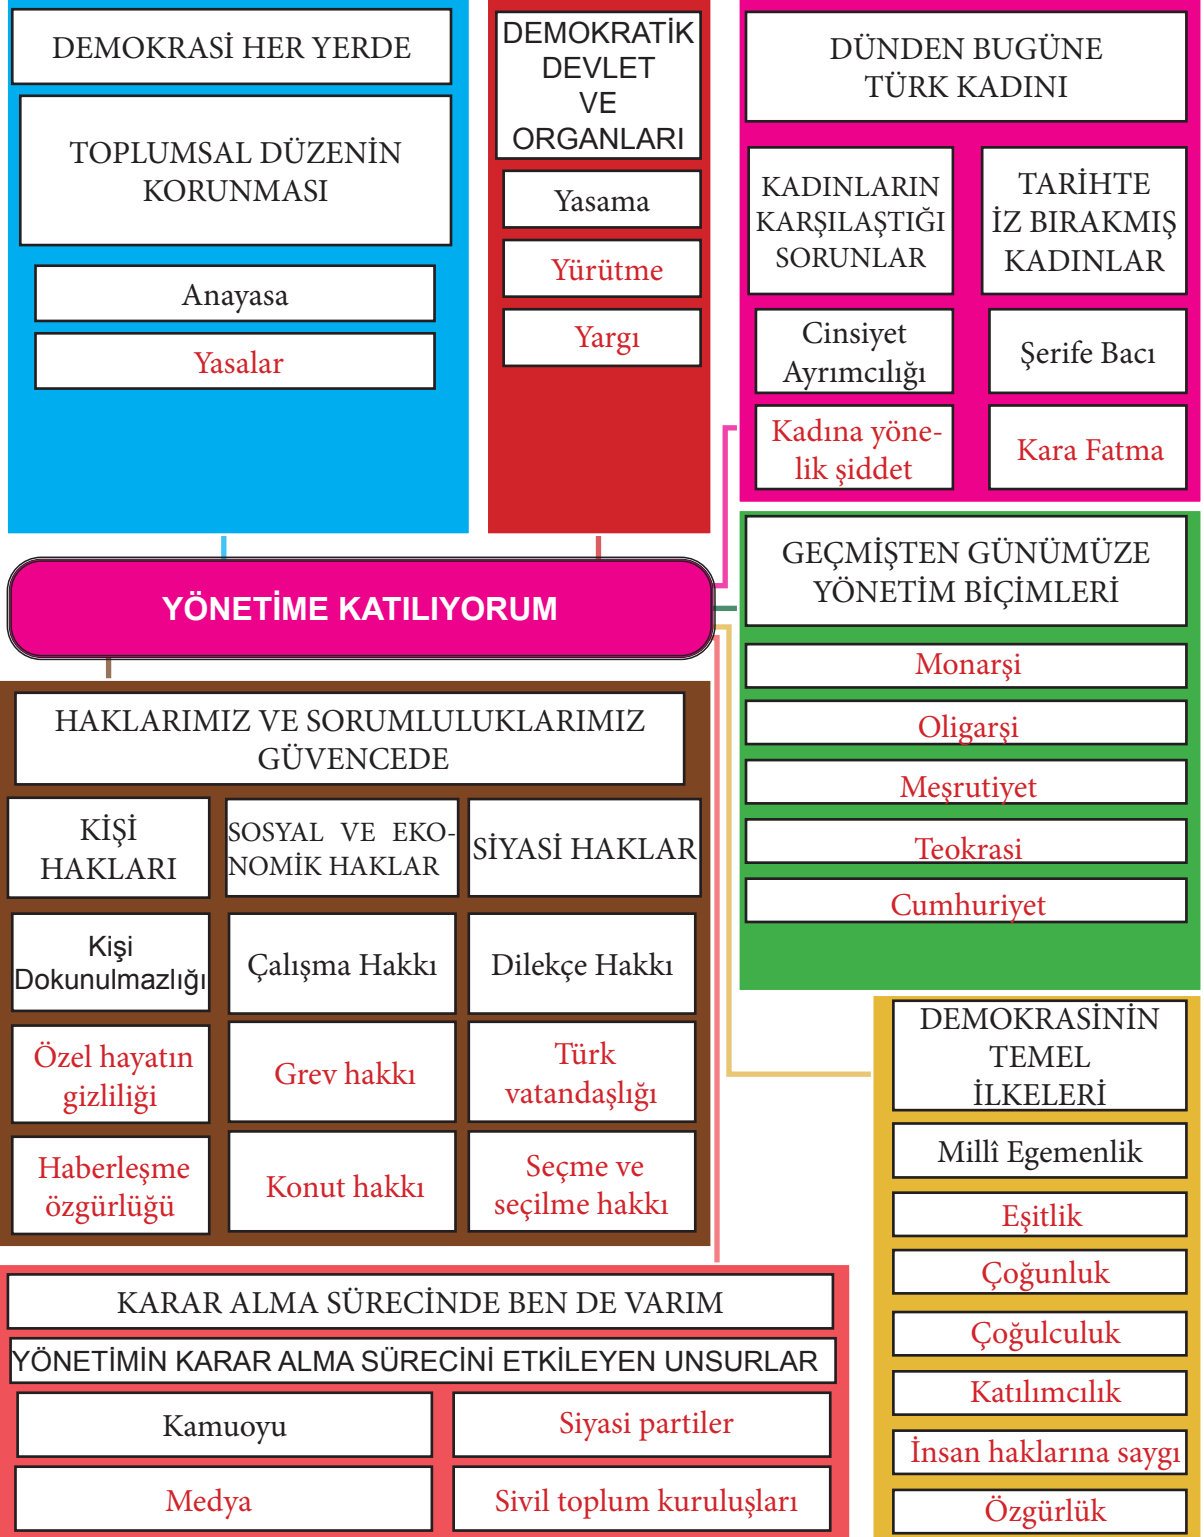 DEMOKRASİ HER YERDE
TOPLUMSAL DÜZENİN
KORUNMASI
Anayasa
Yasalar
DEMOKRATİK
DEVLET
VE
ORGANLARI
Yasama
Yürütme
Yargı
DÜNDEN BUGÜNE
TÜRK KADINI
KADINLARIN
KARŞILAŞTIĞI
SORUNLAR
Cinsiyet
Ayrımcılığı
Kadına yöne-
lik şiddet
TARİHTE
İZ BIRAKMIŞ
KADINLAR
Şerife Bacı
Kara Fatma
YÖNETİME KATILIYORUM
GEÇMİŞTEN GÜNÜMÜZE
YÖNETİM BİÇİMLERİ
Monarşi
Oligarşi
Meşrutiyet
Teokrasi
Cumhuriyet
HAKLARIMIZ VE SORUMLULUKLARIMIZ
GÜVENCEDE
KİŞİ
HAKLARI
Kişi
Dokunulmazlığı
Özel hayatın
gizliliği
Haberleşme
özgürlüğü
SOSYAL VE EKO-
NOMİK HAKLAR
Çalışma Hakkı
Grev hakkı
Konut hakkı
SİYASİ HAKLAR
Dilekçe Hakkı
Türk
vatandaşlığı
Seçme ve
seçilme hakkı
DEMOKRASİNİN
TEMEL
İLKELERİ
Millî Egemenlik
Eşitlik
Çoğunluk
Çoğulculuk
Katılımcılık
İnsan haklarına saygı
Özgürlük
KARAR ALMA SÜRECİNDE BEN DE VARIM
YÖNETİMİN KARAR ALMA SÜRECİNİ ETKİLEYEN UNSURLAR
Kamuoyu
Siyasi partiler
Medya
Sivil toplum kuruluşları